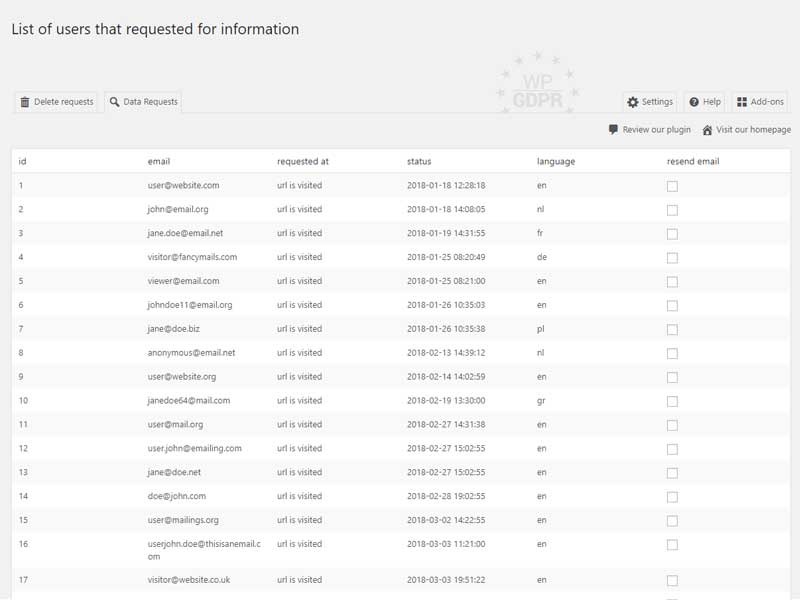 List of users that requested for information
WP
GDPR
Delete requests Data Requests Settings Help Add-ons
Review our plugin Visit our homepage
id email requested at status language resend email
1 user@website.com url is visited 2018-01-18 12:28:18 en
2 john@email.org url is visited 2018-01-18 14:08:05 nl
3 jane.doe@email.net url is visited 2018-01-19 14:31:55 fr
4 visitor@fancymails.com url is visited 2018-01-25 08:20:49 de
5 viewer@email.com url is visited 2018-01-25 08:21:00 en
6 johndoe11@email.org url is visited 2018-01-26 10:35:03 en
7 jane@doe.biz url is visited 2018-01-26 10:35:38 pl
8 anonymous@email.net url is visited 2018-02-13 14:39:12 nl
9 user@website.org url is visited 2018-02-14 14:02:59 en
10 janedoe64@mail.com url is visited 2018-02-19 13:30:00 gr
11 user@mail.org url is visited 2018-02-27 14:31:38 en
12 user.john@emailing.com url is visited 2018-02-27 15:02:55 en
13 jane@doe.net url is visited 2018-02-27 15:02:55 en
14 doe@john.com url is visited 2018-02-28 19:02:55 en
15 user@mailings.org url is visited 2018-03-02 14:22:55 en
16 userjohn.doe@thisisanemail.c url is visited 2018-03-03 11:21:00 en
om
17 visitor@website.co.uk url is visited 2018-03-03 19:51:22 en